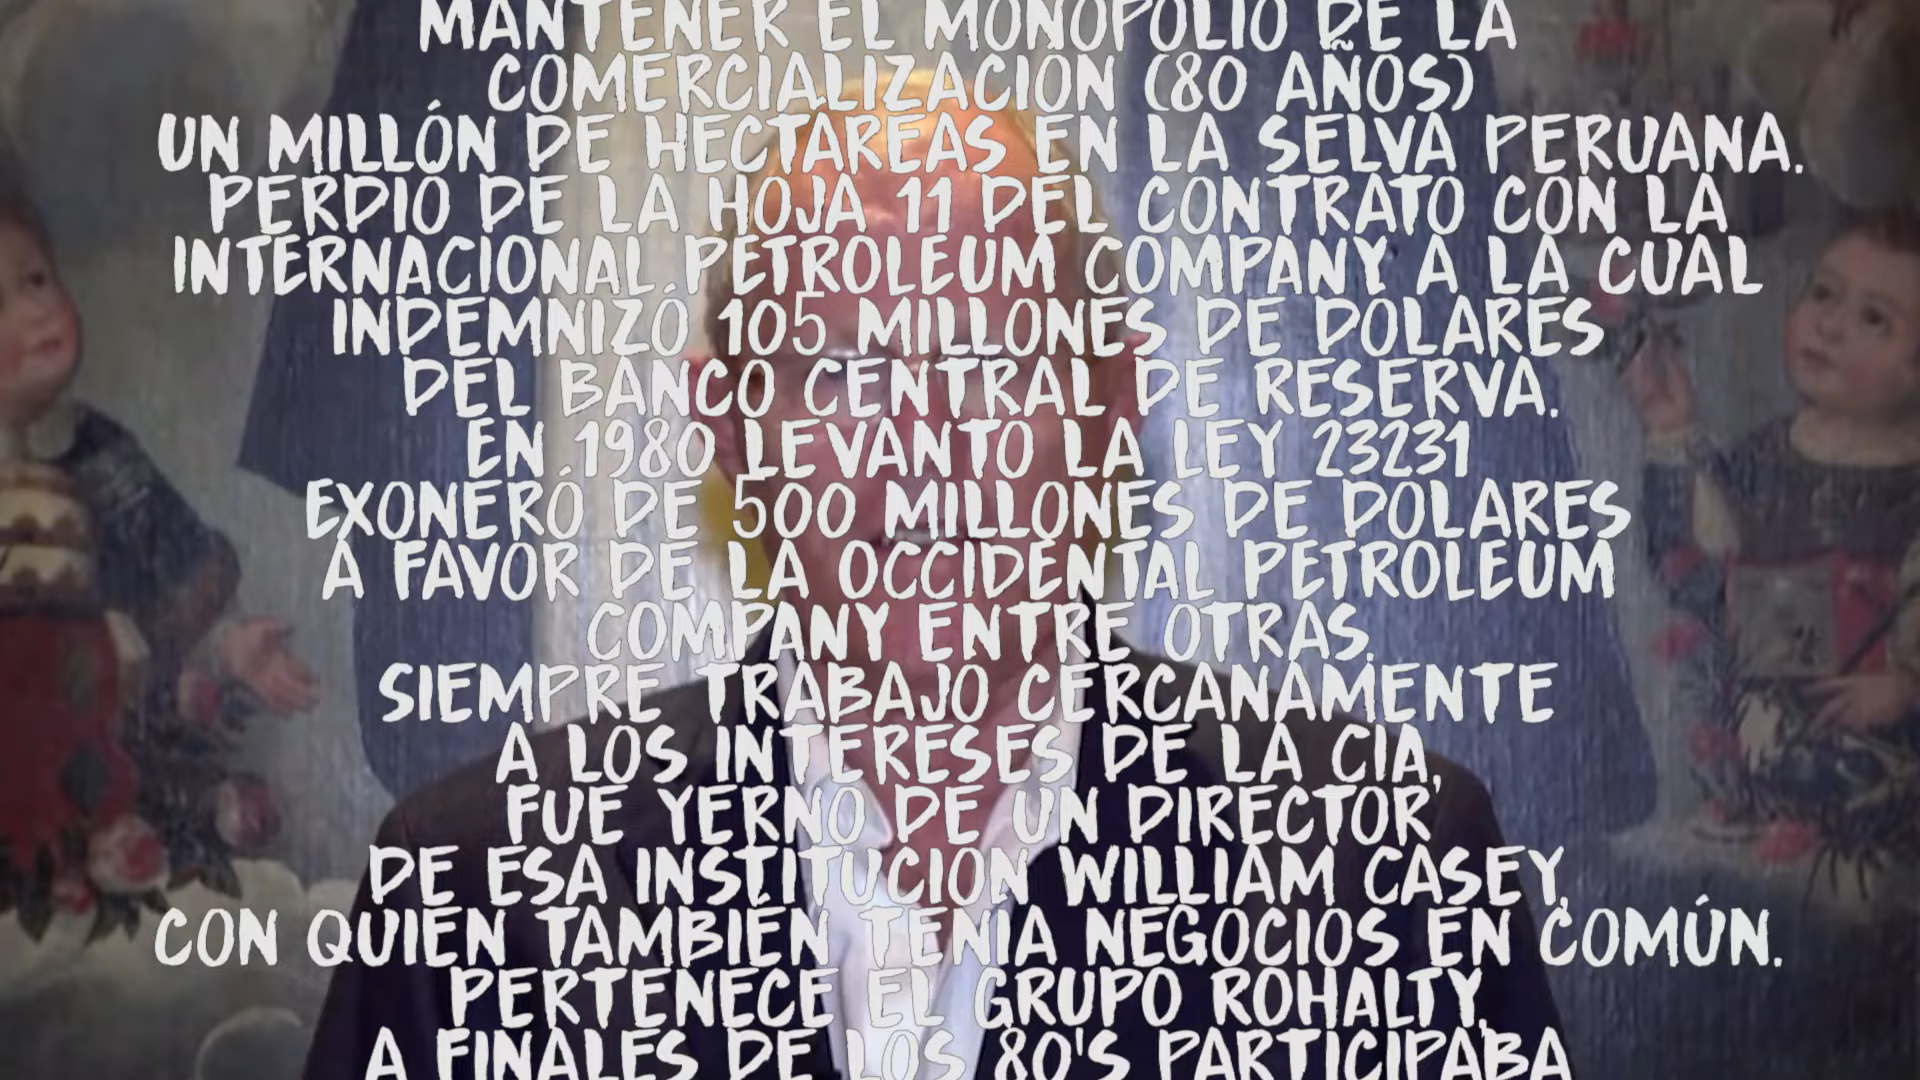 MANTENER EL MONOPOLIO DE LA
COMERCIALIZACION (80 AÑOS)
UN MILLÓN DE HECTAREAS EN LA SELVA PERUANA.
PERDIO DE LA HOJA 11 DEL CONTRATO CON LA
INTERNACIONAL PETROLEUM COMPANY A LA CUAL
INDEMNIZÓ 105 MILLONES DE DOLARES
DEL BANCO CENTRAL DE RESERVA.
EN 1980 LEVANTO LA LEY 23231
EXONERÓ DE 500 MILLONES DE DOLARES
A FAVOR DE LA OCCIDENTAL PETROLEUM
COMPANY ENTRE OTRAS.
SIEMPRE TRABAJO CERCANAMENTE
A LOS INTERESES DE LA CIA,
FUE YERNO DE UN DIRECTOR
DE ESA INSTITUCION WILLIAM CASEY,
CON QUIEN TAMBIÉN TENIA NEGOCIOS EN COMÚN.
PERTENECE EL GRUPO ROHALTY,
A FINALES DE LOS 80'S PARTICIPABA